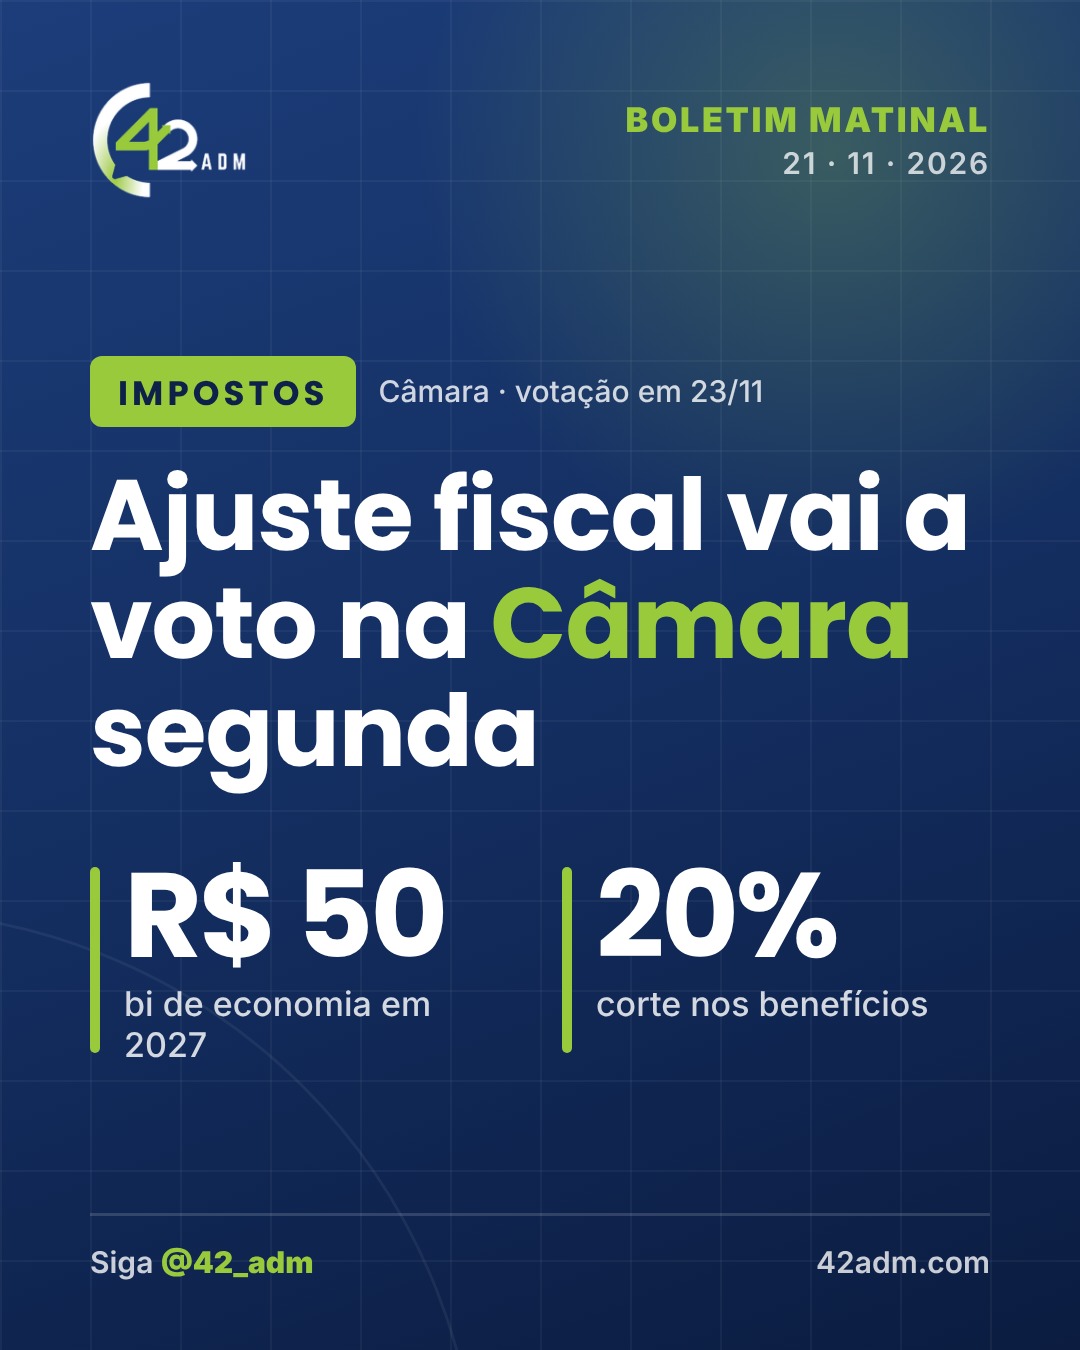 42 ADM
BOLETIM MATINAL
21 · 11 · 2026
IMPOSTOS
Câmara · votação em 23/11
Ajuste fiscal vai a
voto na Câmara
segunda
R$ 50
bi de economia em
2027
20%
corte nos benefícios
Siga @42_adm
42adm.com